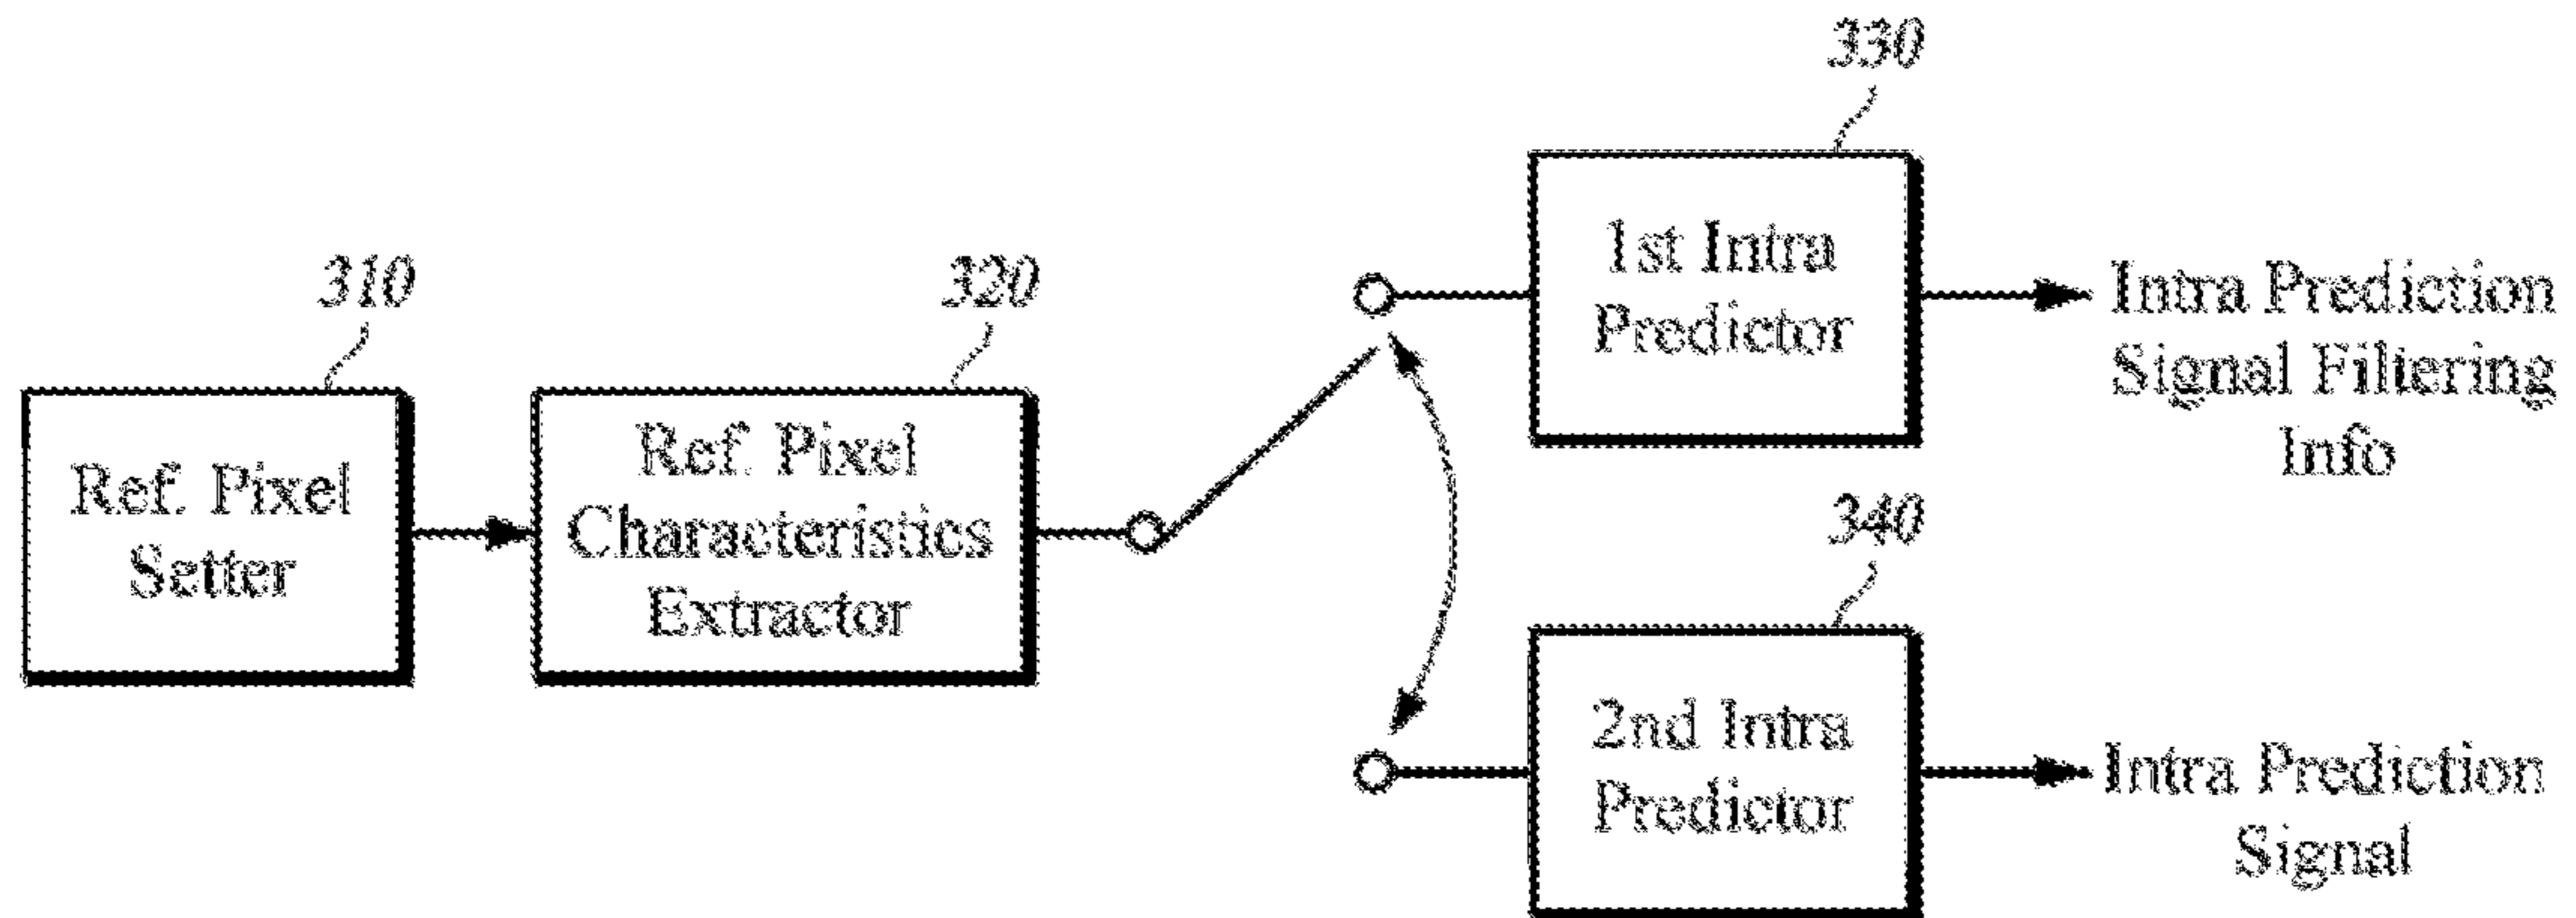 310
Ref. Pixel
Setter
320
Ref. Pixel
Characteristics
Extractor
330
1st Intra
Predictor
Intra Prediction
Signal Filtering
Info
340
2nd Intra
Predictor
Intra Prediction
Signal